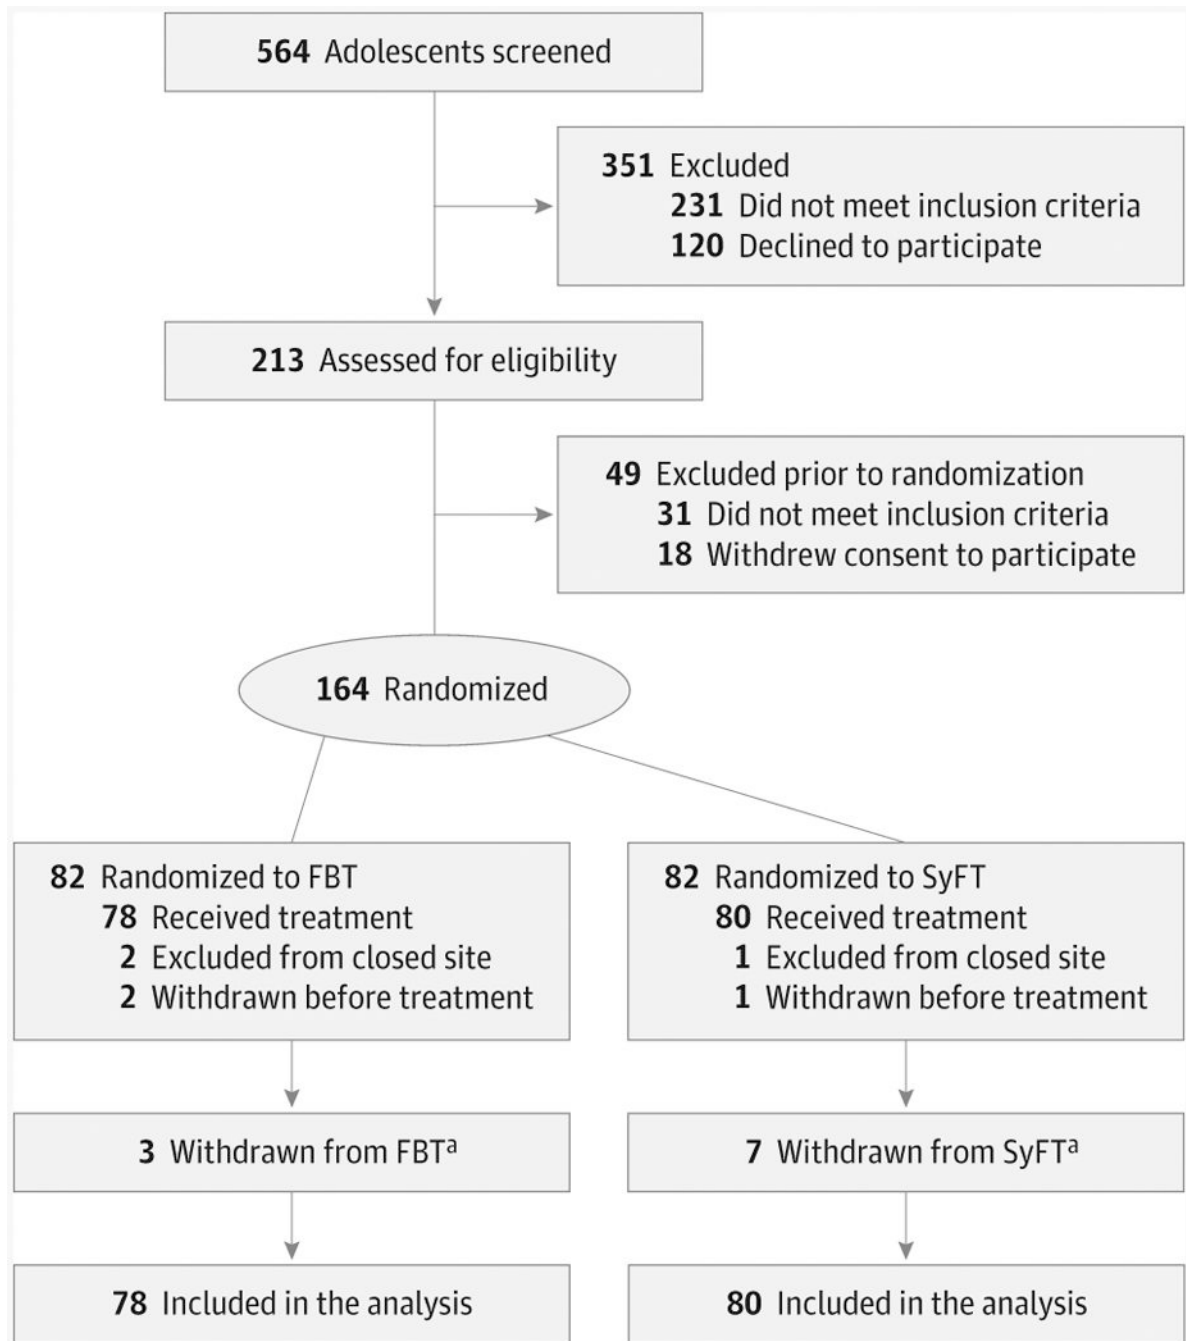 564 Adolescents screened
351 Excluded
231 Did not meet inclusion criteria
120 Declined to participate
213 Assessed for eligibility
49 Excluded prior to randomization
31 Did not meet inclusion criteria
18 Withdrew consent to participate
164 Randomized
82 Randomized to FBT
78 Received treatment
2 Excluded from closed site
2 Withdrawn before treatment
82 Randomized to SyFT
80 Received treatment
1 Excluded from closed site
1 Withdrawn before treatment
3 Withdrawn from FBTᵃ
7 Withdrawn from SyFTᵃ
78 Included in the analysis
80 Included in the analysis